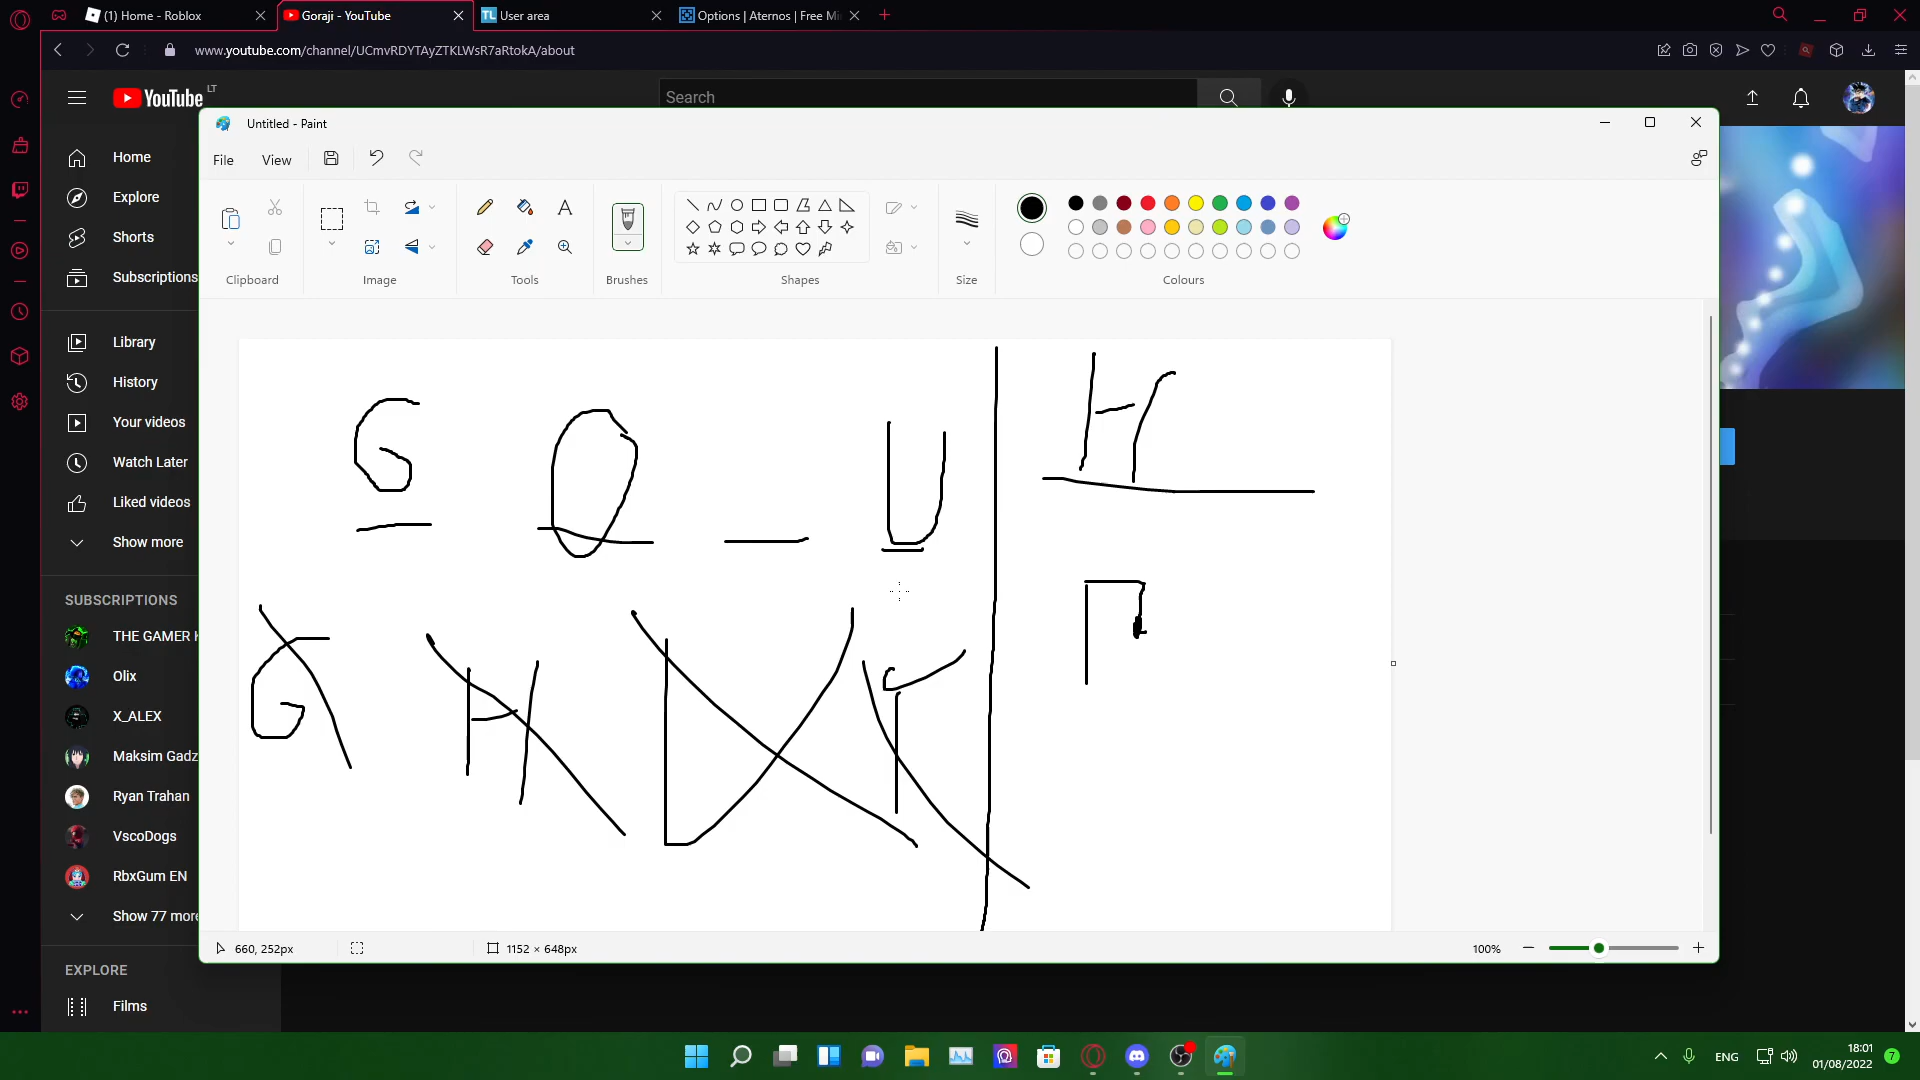 (1) Home - Roblox
Goraji - YouTube
TL User area
Options | Aternos | Free Mi
www.youtube.com/channel/UCmvRDYTAyZTKLWsR7aRtokA/about
YouTube LT
Search
Home
Explore
Shorts
Subscriptions
Library
History
Your videos
Watch Later
Liked videos
Show more
SUBSCRIPTIONS
THE GAMER K
Olix
X_ALEX
Maksim Gadz
Ryan Trahan
VscoDogs
RbxGum EN
Show 77 more
EXPLORE
Films
Untitled - Paint
File View
A
Clipboard Image Tools Brushes Shapes Size Colours
G O _ U H
G H
660, 252px
1152 × 648px
100%
ENG
18:01
01/08/2022
7